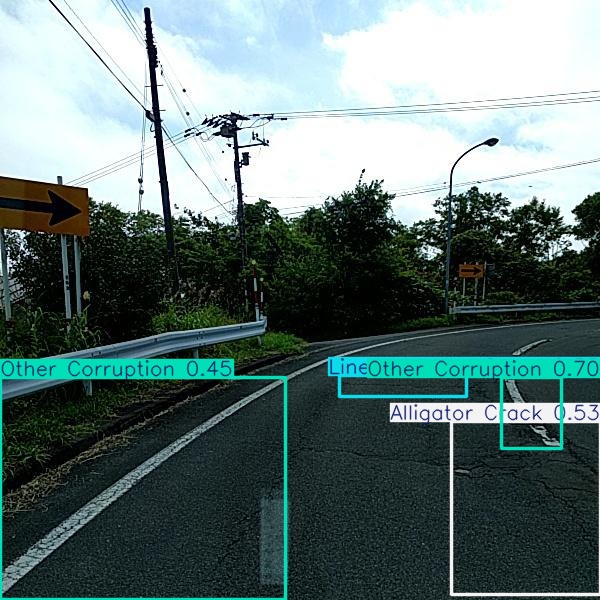 Other Corruption 0.45
Line
Other Corruption 0.70
Alligator Crack 0.53